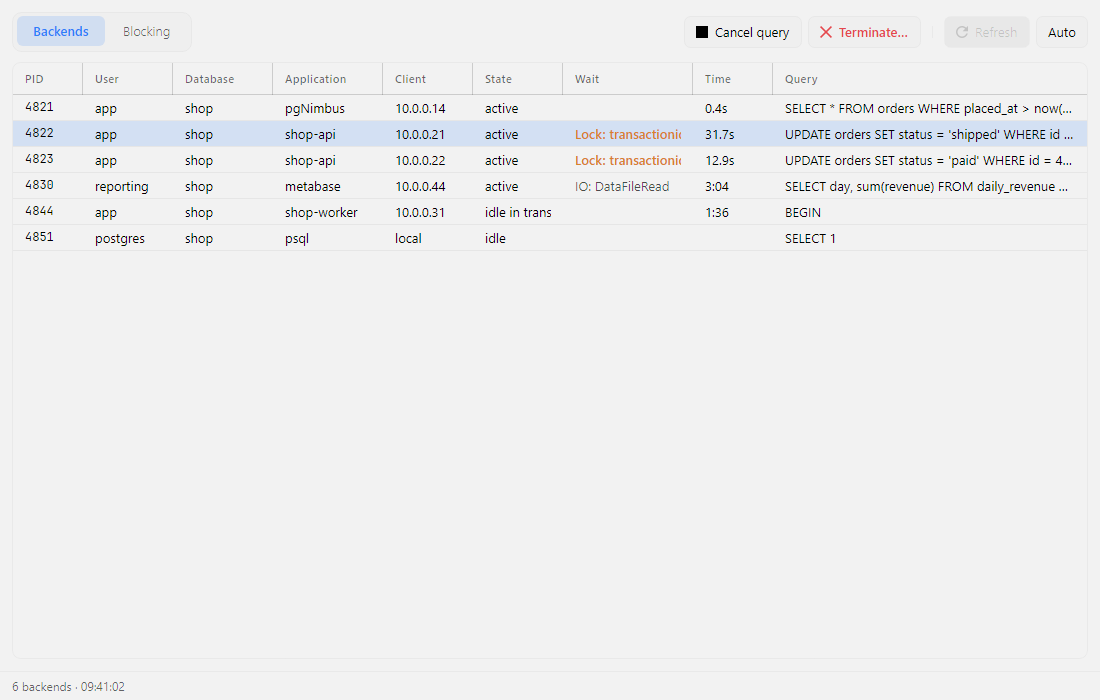 Backends Blocking Cancel query Terminate... Refresh Auto
PID User Database Application Client State Wait Time Query
4821 app shop pgNimbus 10.0.0.14 active 0.4s SELECT * FROM orders WHERE placed_at > now(...
4822 app shop shop-api 10.0.0.21 active Lock: transactionid 31.7s UPDATE orders SET status = 'shipped' WHERE id ...
4823 app shop shop-api 10.0.0.22 active Lock: transactionid 12.9s UPDATE orders SET status = 'paid' WHERE id = 4...
4830 reporting shop metabase 10.0.0.44 active IO: DataFileRead 3:04 SELECT day, sum(revenue) FROM daily_revenue ...
4844 app shop shop-worker 10.0.0.31 idle in trans 1:36 BEGIN
4851 postgres shop psql local idle SELECT 1
6 backends · 09:41:02